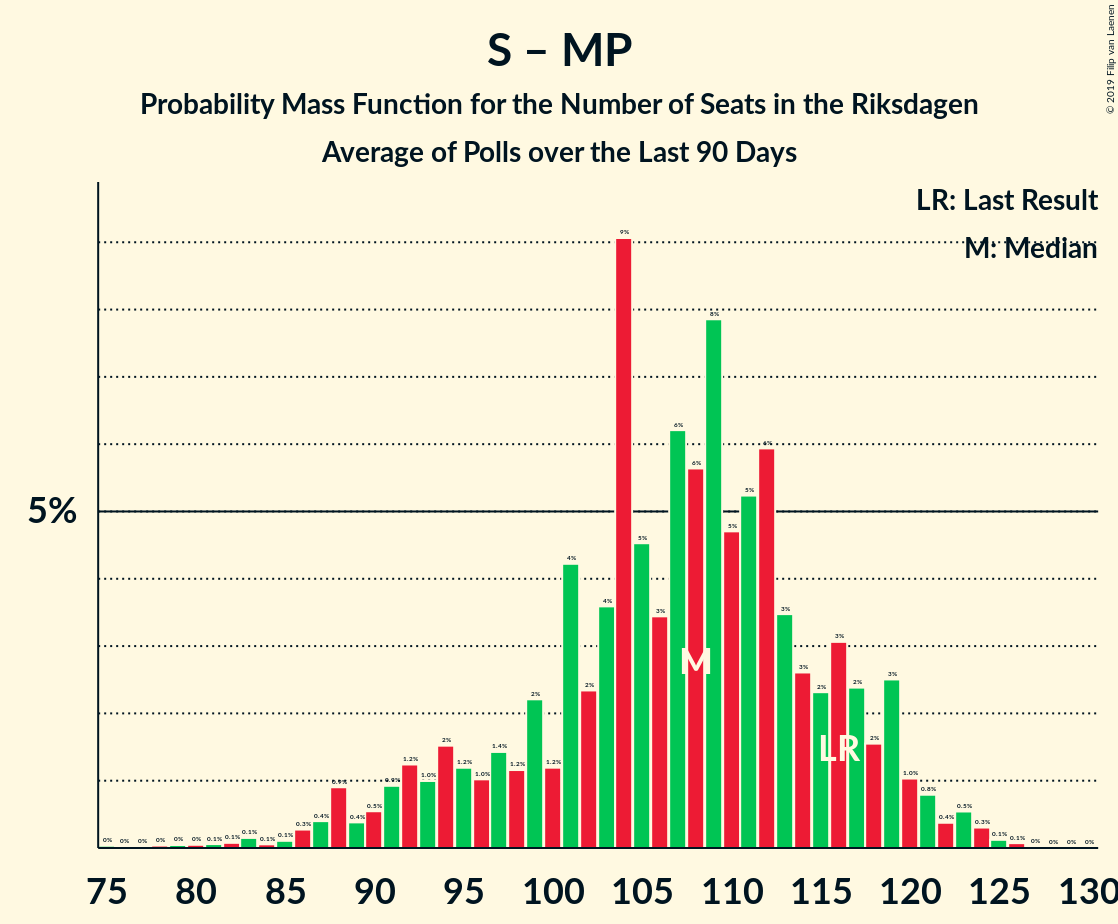 S – MP
Probability Mass Function for the Number of Seats in the Riksdagen
Average of Polls over the Last 90 Days
© 2019 Filip van Laenen
LR: Last Result
M: Median
5%
0% 0% 0% 0% 0% 0% 0.1% 0.1% 0.1% 0.1% 0.1% 0.3% 0.4% 0.9% 0.4% 0.5% 0.9% 1.2% 1.0% 2% 1.2% 1.0% 1.4% 1.2% 2% 1.2% 4% 2% 4% 9% 5% 3% 6% 6% 8% 5% 5% 6% 3% 3% 2% 3% 2% 2% 3% 1.0% 0.8% 0.4% 0.5% 0.3% 0.1% 0.1% 0% 0% 0% 0%
M
LR
75 80 85 90 95 100 105 110 115 120 125 130